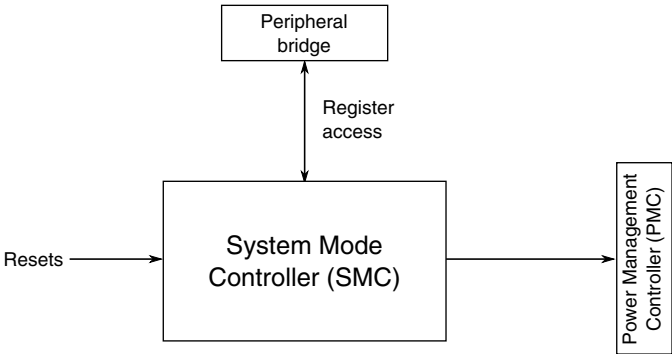 Peripheral
bridge
Register
access
Resets
System Mode
Controller (SMC)
Power Management
Controller (PMC)